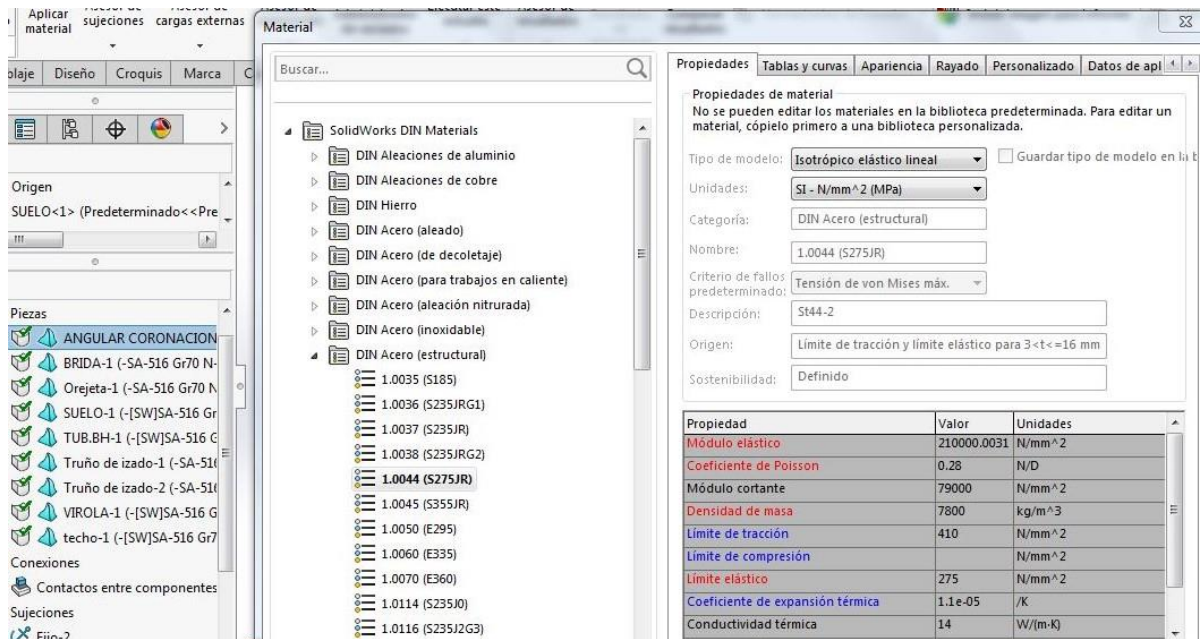 Aplicar
material
sujeciones
cargas externas
Material
Buscar...
Propiedades
Tablas y curvas
Apariencia
Rayado
Personalizado
Datos de apl
Diseño
Croquis
Marca
Propiedades de material
No se pueden editar los materiales en la biblioteca predeterminada. Para editar un
material, cópielo primero a una biblioteca personalizada.
Tipo de modelo:
Isotrópico elástico lineal
Guardar tipo de modelo en la b
Unidades:
SI - N/mm^2 (MPa)
Categoría:
DIN Acero (estructural)
Nombre:
1.0044 (S275JR)
Criterio de fallos
predeterminado:
Tensión de von Mises máx.
Descripción:
St44-2
Origen:
Límite de tracción y límite elástico para 3<t<=16 mm
Sostenibilidad:
Definido
SolidWorks DIN Materials
DIN Aleaciones de aluminio
DIN Aleaciones de cobre
DIN Hierro
DIN Acero (aleado)
DIN Acero (de decoletaje)
DIN Acero (para trabajos en caliente)
DIN Acero (aleación nitrurada)
DIN Acero (inoxidable)
DIN Acero (estructural)
1.0035 (S185)
1.0036 (S235JRG1)
1.0037 (S235JR)
1.0038 (S235JRG2)
1.0044 (S275JR)
1.0045 (S355JR)
1.0050 (E295)
1.0060 (E335)
1.0070 (E360)
1.0114 (S235J0)
1.0116 (S235J2G3)
Origen
SUELO<1> (Predeterminado<<Pre
Piezas
ANGULAR CORONACION
BRIDA-1 (-SA-516 Gr70 N-
Orejeta-1 (-SA-516 Gr70 N
SUELO-1 (-[SW]SA-516 Gr
TUB.BH-1 (-[SW]SA-516 G
Truño de izado-1 (-SA-516
Truño de izado-2 (-SA-516
VIROLA-1 (-[SW]SA-516 G
techo-1 (-[SW]SA-516 Gr7
Conexiones
Contactos entre componentes
Sujeciones
Fijo-2
Propiedad Valor Unidades
Módulo elástico 210000.0031 N/mm^2
Coeficiente de Poisson 0.28 N/D
Módulo cortante 79000 N/mm^2
Densidad de masa 7800 kg/m^3
Límite de tracción 410 N/mm^2
Límite de compresión N/mm^2
Límite elástico 275 N/mm^2
Coeficiente de expansión térmica 1.1e-05 /K
Conductividad térmica 14 W/(m·K)